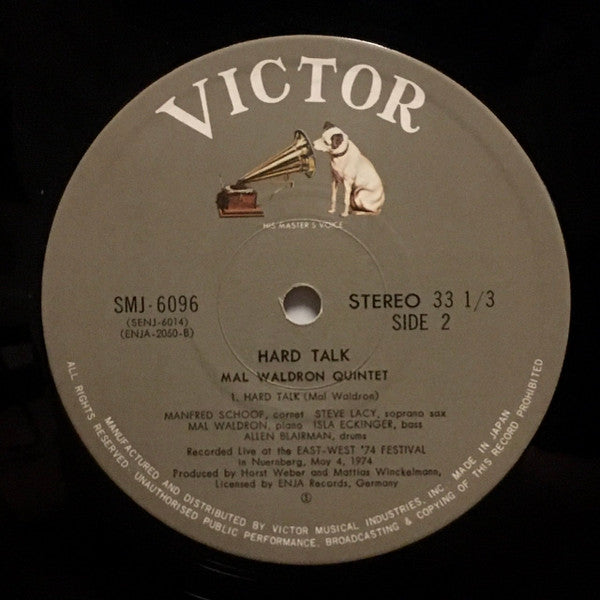 VICTOR
HIS MASTER'S VOICE
SMJ-6096
(SENJ-6014)
(ENJA-2050-B)
STEREO 33 1/3
SIDE 2
HARD TALK
MAL WALDRON QUINTET
1. HARD TALK (Mal Waldron)
MANFRED SCHOOF, cornet STEVE LACY, soprano sax
MAL WALDRON, piano ISLA ECKINGER, bass
ALLEN BLAIRMAN, drums
Recorded Live at the EAST-WEST '74 FESTIVAL
in Nuernberg, May 4, 1974
Produced by Horst Weber and Mattias Winckelmann,
Licensed by ENJA Records, Germany
Ⓢ
MANUFACTURED AND DISTRIBUTED BY VICTOR MUSICAL INDUSTRIES, INC. MADE IN JAPAN
ALL RIGHTS RESERVED. UNAUTHORISED PUBLIC PERFORMANCE, BROADCASTING & COPYING OF THIS RECORD PROHIBITED